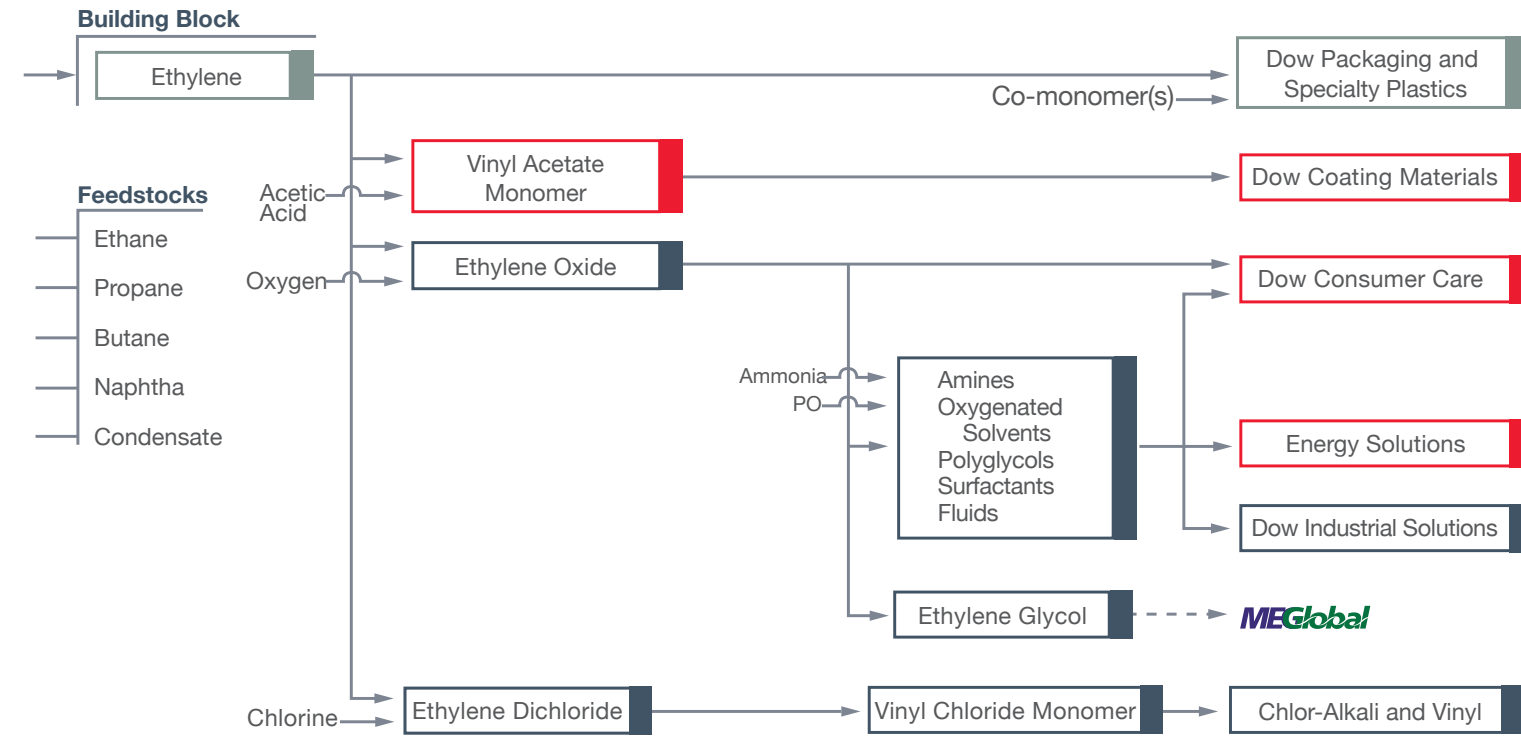 Building Block
Ethylene
Dow Packaging and
Specialty Plastics
Co-monomer(s)
Vinyl Acetate
Monomer
Dow Coating Materials
Acetic
Acid
Feedstocks
Ethane
Propane
Butane
Naphtha
Condensate
Oxygen
Ethylene Oxide
Dow Consumer Care
Ammonia
PO
Amines
Oxygenated
Solvents
Polyglycols
Surfactants
Fluids
Energy Solutions
Dow Industrial Solutions
Ethylene Glycol
MEGlobal
Chlorine
Ethylene Dichloride
Vinyl Chloride Monomer
Chlor-Alkali and Vinyl